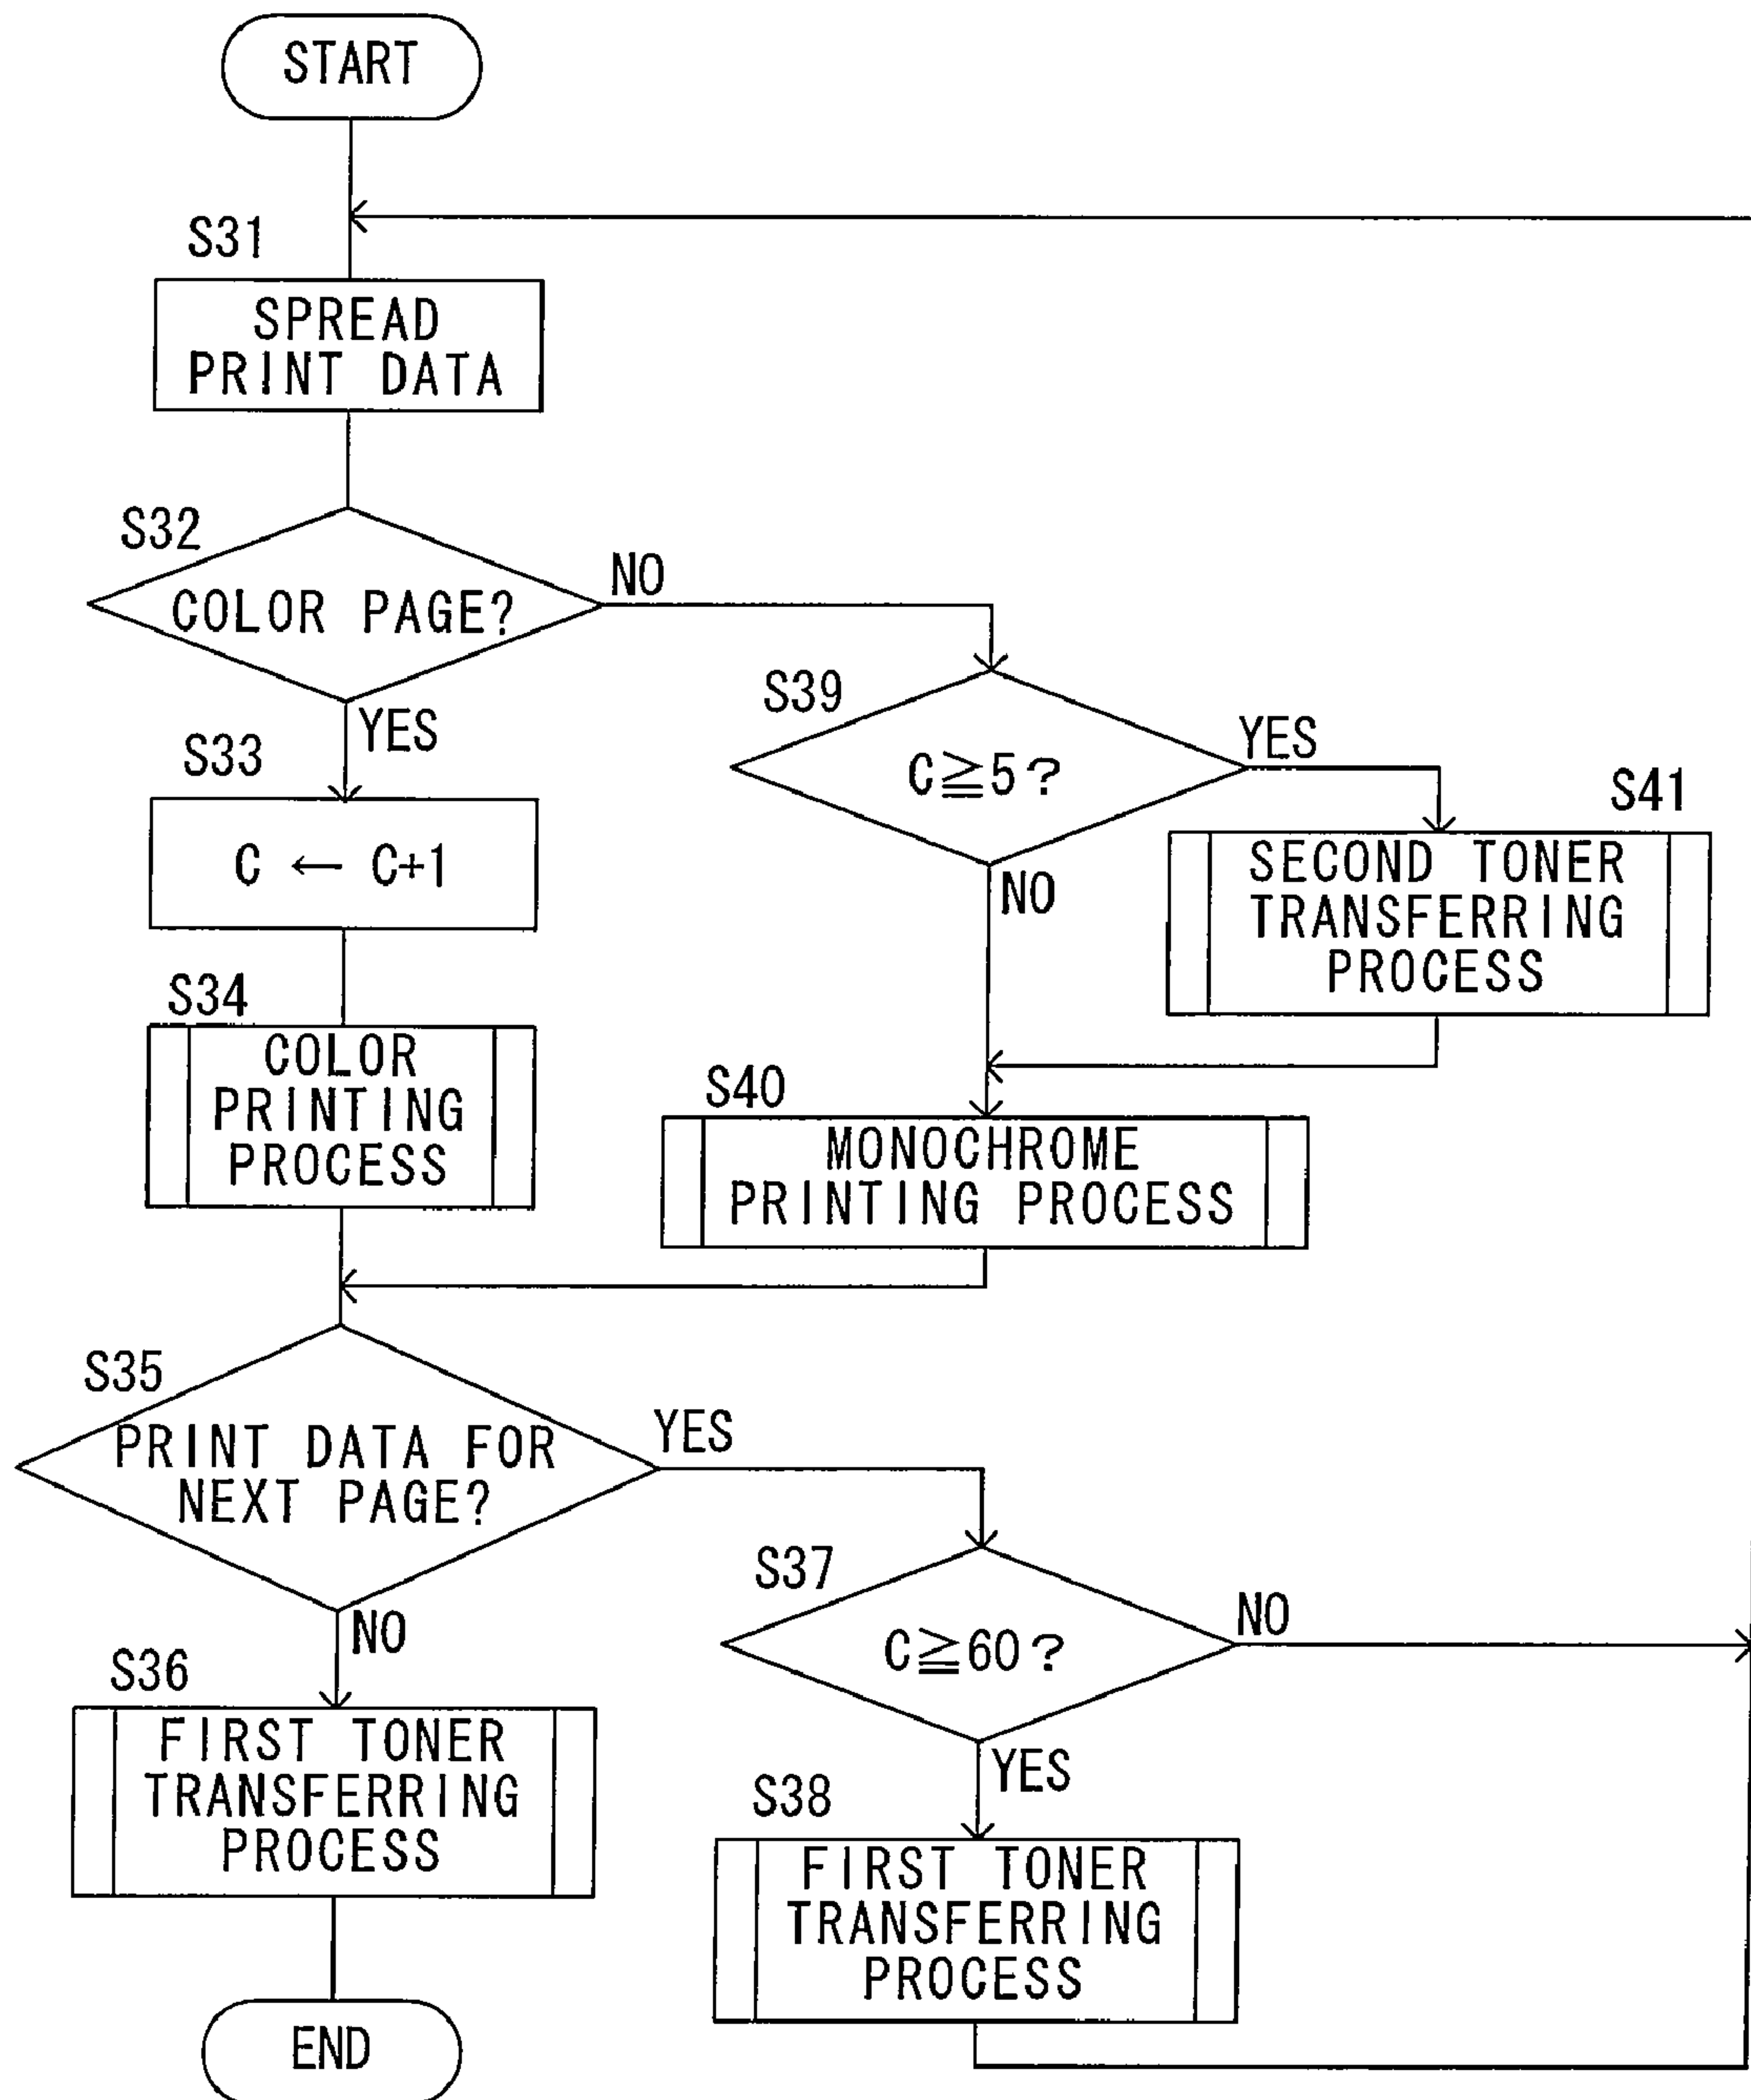 START
S31
SPREAD
PRINT DATA
S32
COLOR PAGE?
NO
YES
S33
C ← C+1
S39
C≧5?
YES
NO
S41
SECOND TONER
TRANSFERRING
PROCESS
S34
COLOR
PRINTING
PROCESS
S40
MONOCHROME
PRINTING PROCESS
S35
PRINT DATA FOR
NEXT PAGE?
YES
NO
S37
C≧60?
NO
YES
S36
FIRST TONER
TRANSFERRING
PROCESS
S38
FIRST TONER
TRANSFERRING
PROCESS
END